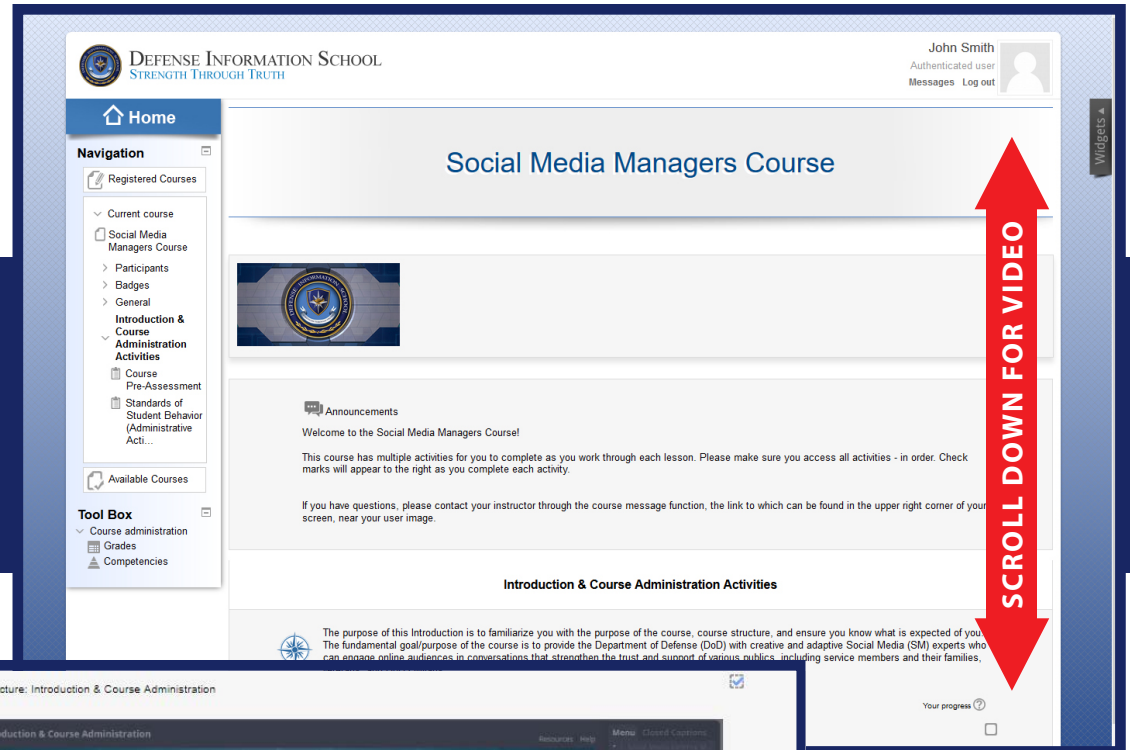 DEFENSE INFORMATION SCHOOL
STRENGTH THROUGH TRUTH
John Smith
Authenticated user
Messages Log out
Home
Widgets
Navigation
Registered Courses
Current course
Social Media
Managers Course
Participants
Badges
General
Introduction &
Course
Administration
Activities
Course
Pre-Assessment
Standards of
Student Behavior
(Administrative
Acti...
Available Courses
Tool Box
Course administration
Grades
Competencies
Social Media Managers Course
DEFENSE INFORMATION SCHOOL
Announcements
Welcome to the Social Media Managers Course!
This course has multiple activities for you to complete as you work through each lesson. Please make sure you access all activities - in order. Check
marks will appear to the right as you complete each activity.
If you have questions, please contact your instructor through the course message function, the link to which can be found in the upper right corner of your
screen, near your user image.
Introduction & Course Administration Activities
The purpose of this Introduction is to familiarize you with the purpose of the course, course structure, and ensure you know what is expected of you.
The fundamental goal/purpose of the course is to provide the Department of Defense (DoD) with creative and adaptive Social Media (SM) experts who
can engage online audiences in conversations that strengthen the trust and support of various publics, including service members and their families,
Your progress
SCROLL DOWN FOR VIDEO
cture: Introduction & Course Administration
oduction & Course Administration
Resources Help
Menu Closed Captions